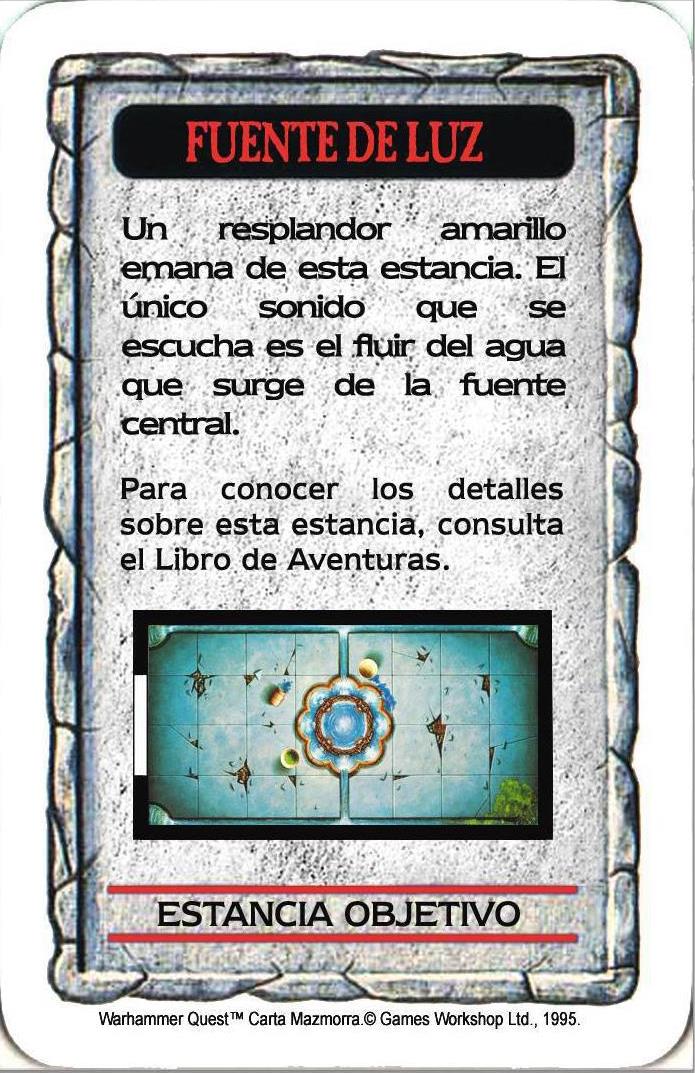 FUENTE DE LUZ
Un resplandor amarillo
emana de esta estancia. El
único sonido que se
escucha es el fluir del agua
que surge de la fuente
central.
Para conocer los detalles
sobre esta estancia, consulta
el Libro de Aventuras.
ESTANCIA OBJETIVO
Warhammer Quest™ Carta Mazmorra.© Games Workshop Ltd., 1995.